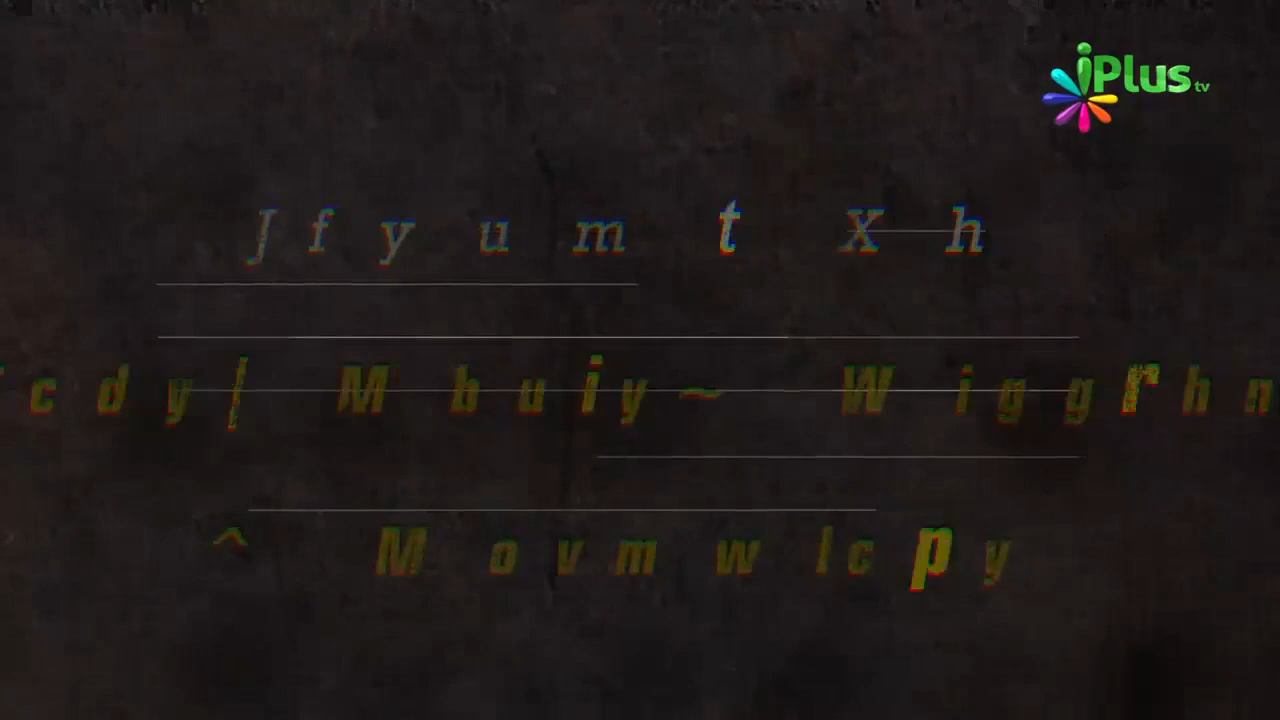 iPlus tv
J f y u m t X h
c d y | M b u i y ~ W i g g r h n
^ M o v m w l c p y